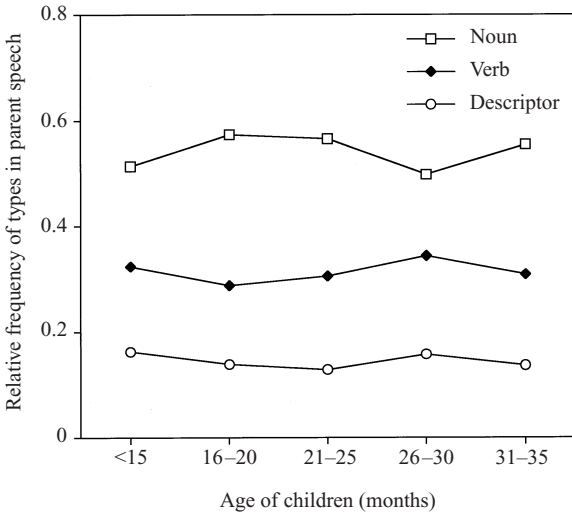 Relative frequency of types in parent speech
0.8
0.6
0.4
0.2
0
Noun
Verb
Descriptor
<15
16–20
21–25
26–30
31–35
Age of children (months)